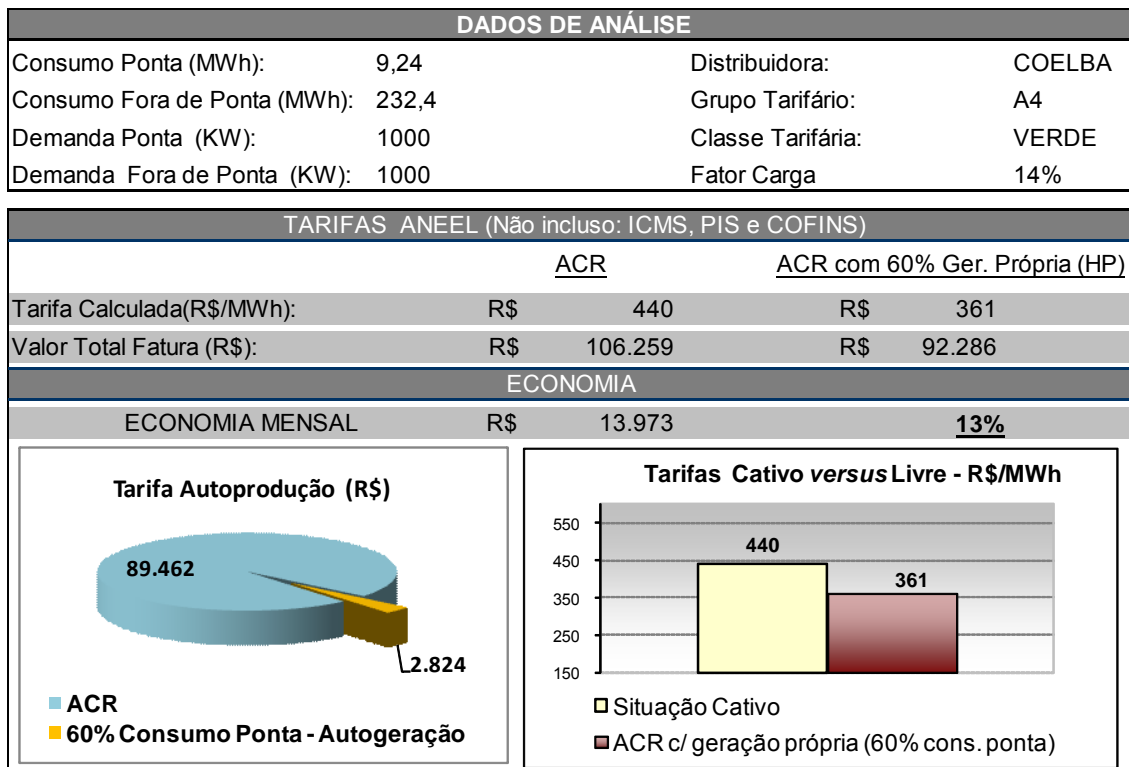 DADOS DE ANÁLISE
Consumo Ponta (MWh): 9,24 Distribuidora: COELBA
Consumo Fora de Ponta (MWh): 232,4 Grupo Tarifário: A4
Demanda Ponta (KW): 1000 Classe Tarifária: VERDE
Demanda Fora de Ponta (KW): 1000 Fator Carga 14%
TARIFAS ANEEL (Não incluso: ICMS, PIS e COFINS)
ACR ACR com 60% Ger. Própria (HP)
Tarifa Calculada(R$/MWh): R$ 440 R$ 361
Valor Total Fatura (R$): R$ 106.259 R$ 92.286
ECONOMIA
ECONOMIA MENSAL R$ 13.973 13%
Tarifa Autoprodução (R$)
89.462
2.824
ACR
60% Consumo Ponta - Autogeração
Tarifas Cativo versus Livre - R$/MWh
550
450
350
250
150
440
361
Situação Cativo
ACR c/ geração própria (60% cons. ponta)